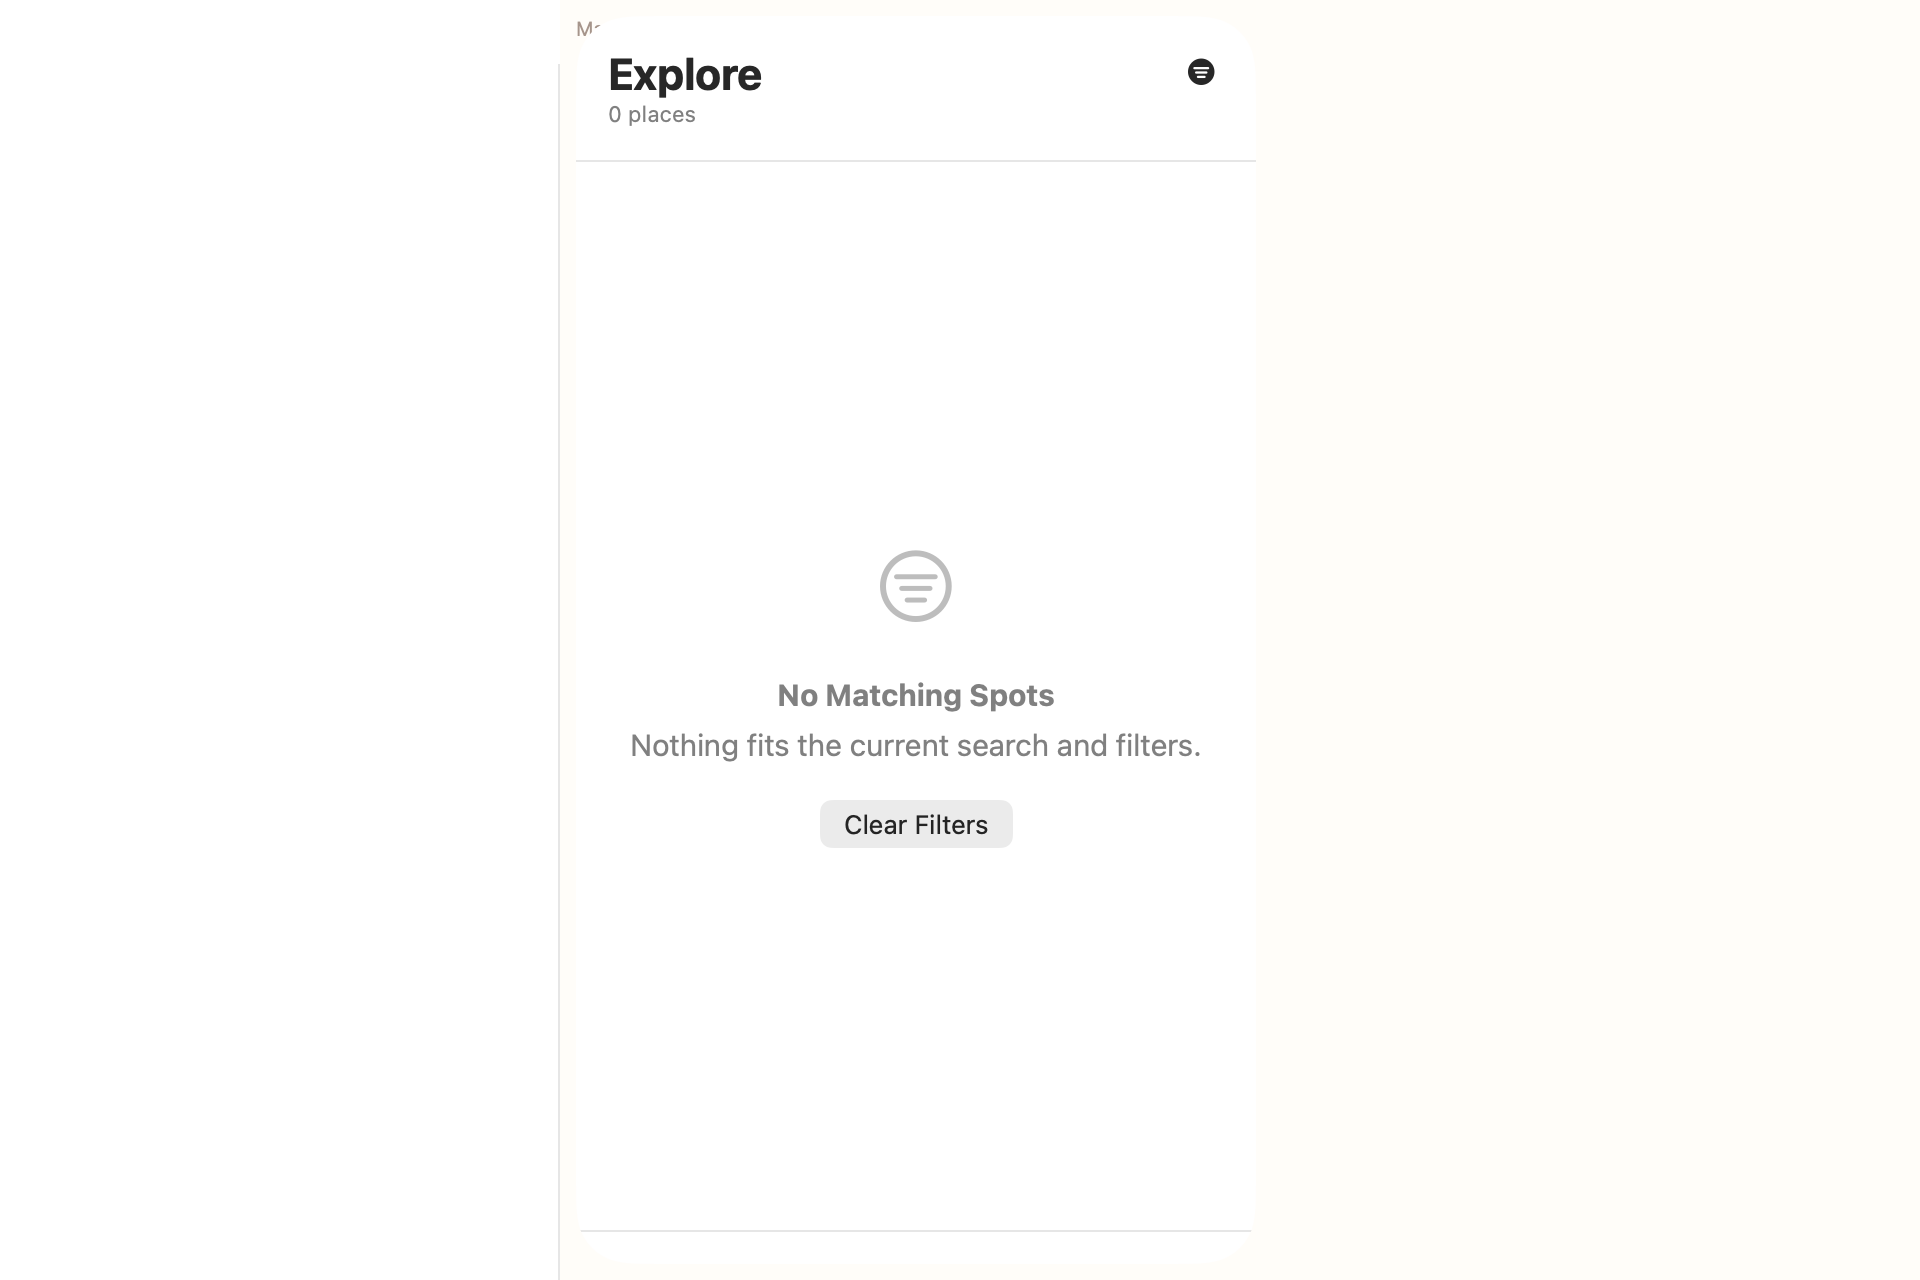 Explore
0 places
No Matching Spots
Nothing fits the current search and filters.
Clear Filters